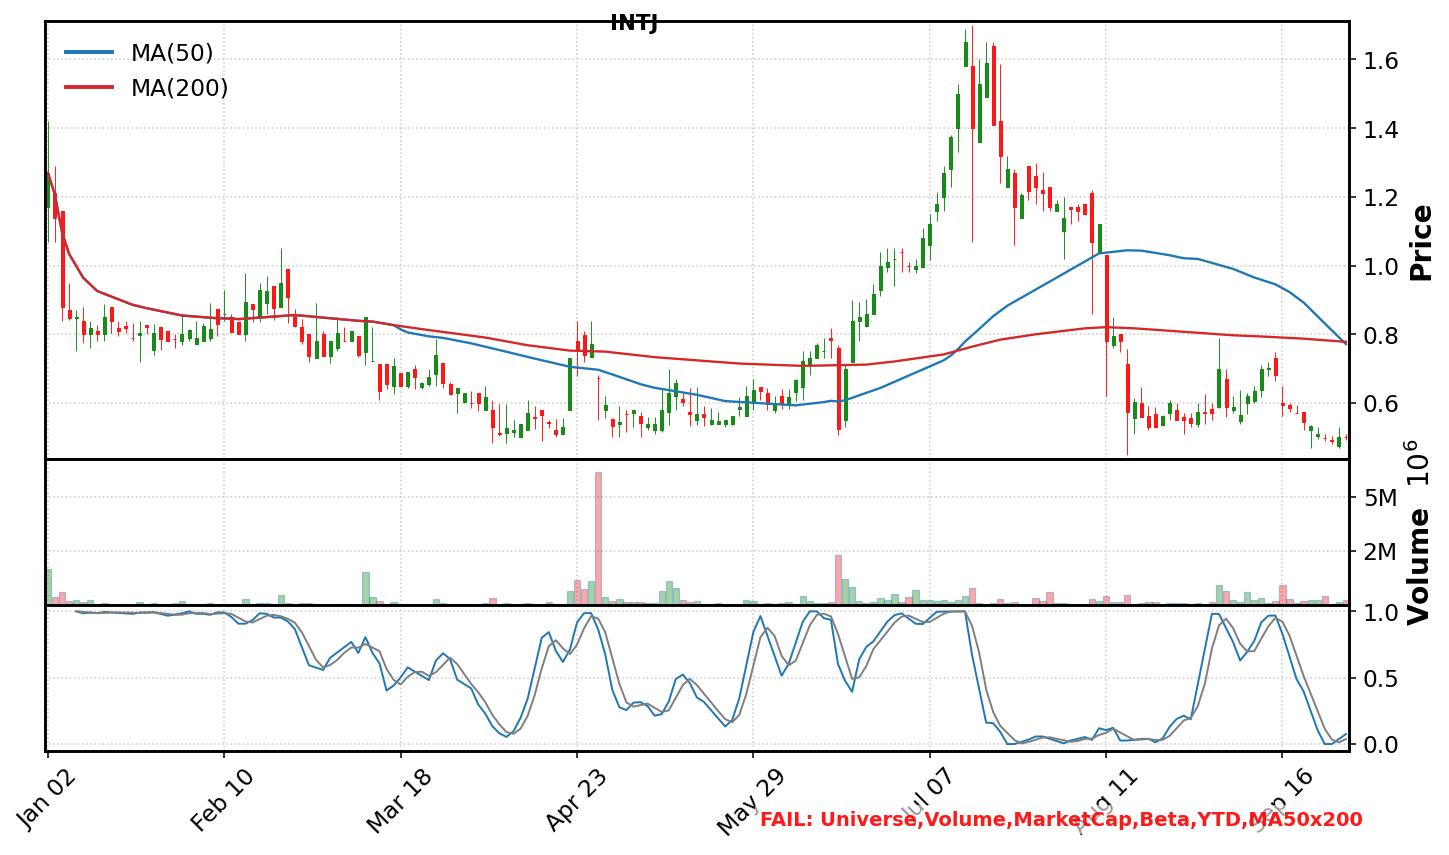 INTJ
MA(50)
MA(200)
1.6
1.4
1.2
1.0
0.8
0.6
Price
5M
2M
Volume 10^6
1.0
0.5
0.0
Jan 02
Feb 10
Mar 18
Apr 23
May 29
Jul 07
Aug 11
Sep 16
FAIL: Universe,Volume,MarketCap,Beta,YTD,MA50x200